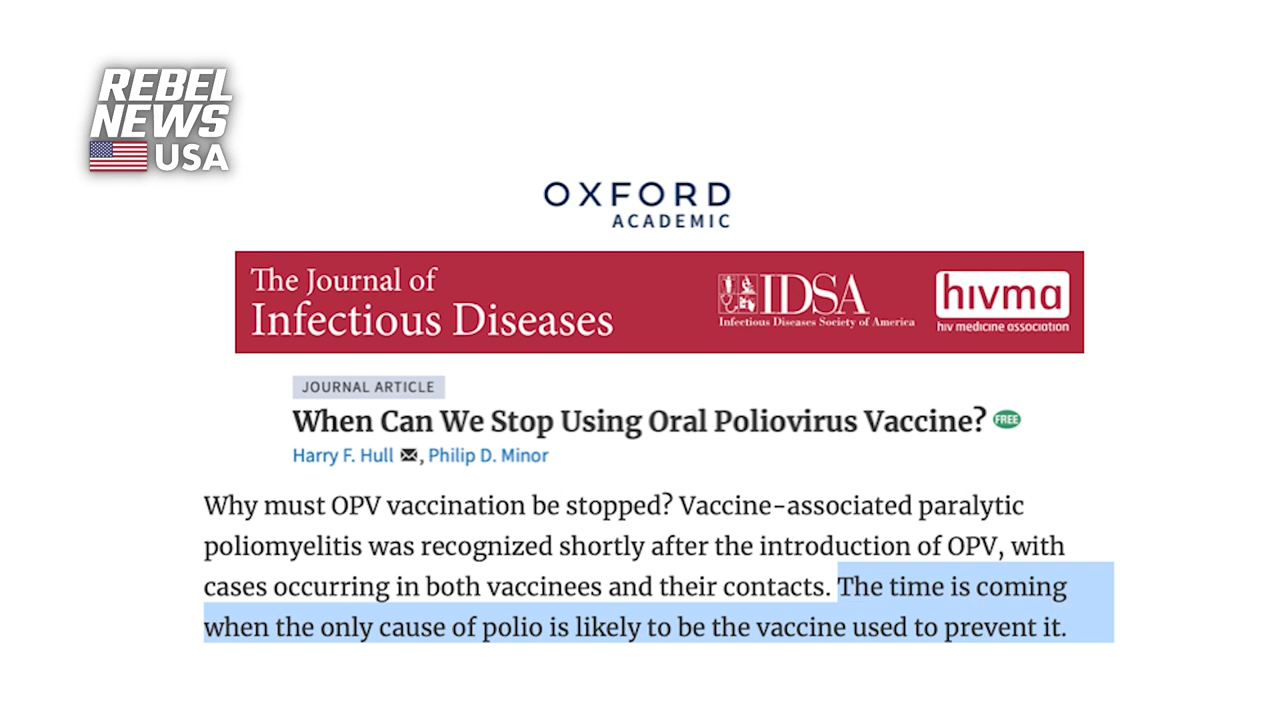 REBEL
NEWS
USA
OXFORD
ACADEMIC
The Journal of
Infectious Diseases
IDSA
Infectious Diseases Society of America
hivma
hiv medicine association
JOURNAL ARTICLE
When Can We Stop Using Oral Poliovirus Vaccine? FREE
Harry F. Hull, Philip D. Minor
Why must OPV vaccination be stopped? Vaccine-associated paralytic
poliomyelitis was recognized shortly after the introduction of OPV, with
cases occurring in both vaccinees and their contacts. The time is coming
when the only cause of polio is likely to be the vaccine used to prevent it.